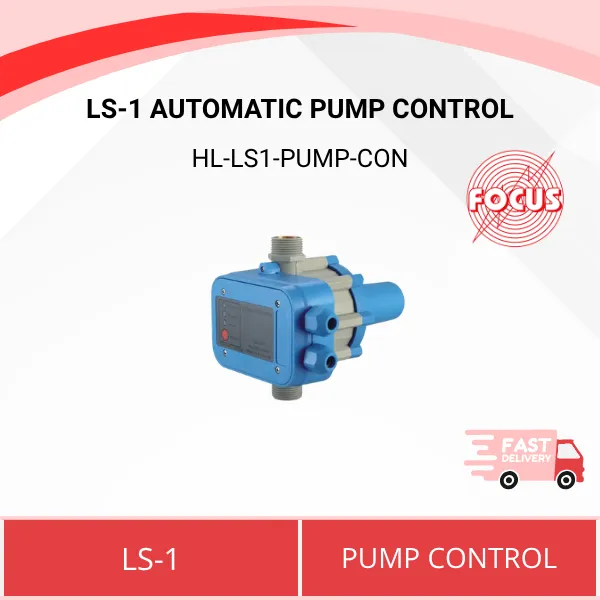 LS-1 AUTOMATIC PUMP CONTROL
HL-LS1-PUMP-CON
FOCUS
FAST
DELIVERY
LS-1
PUMP CONTROL